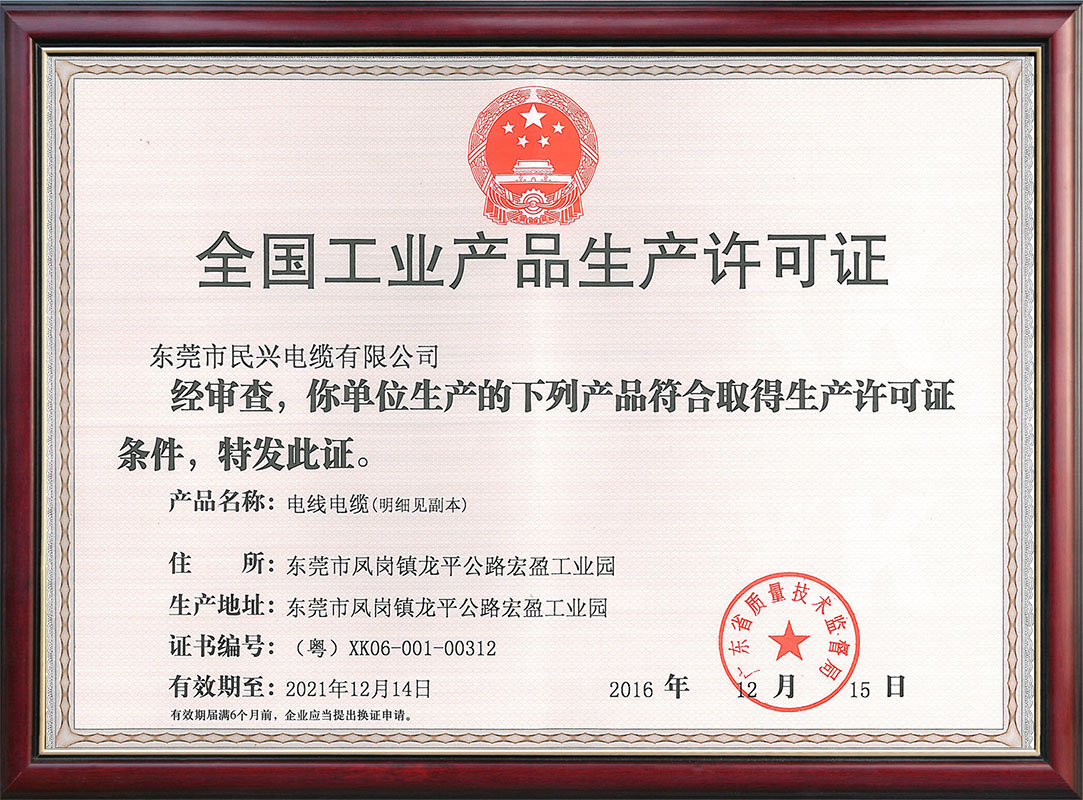 全国工业产品生产许可证
东莞市民兴电缆有限公司
经审查，你单位生产的下列产品符合取得生产许可证
条件，特发此证。
产品名称：电线电缆(明细见副本)
住　　所：东莞市凤岗镇龙平公路宏盈工业园
生产地址：东莞市凤岗镇龙平公路宏盈工业园
证书编号：（粤）XK06-001-00312
有效期至：2021年12月14日
2016 年 12 月 15 日
有效期届满6个月前，企业应当提出换证申请。
广东省质量技术监督局